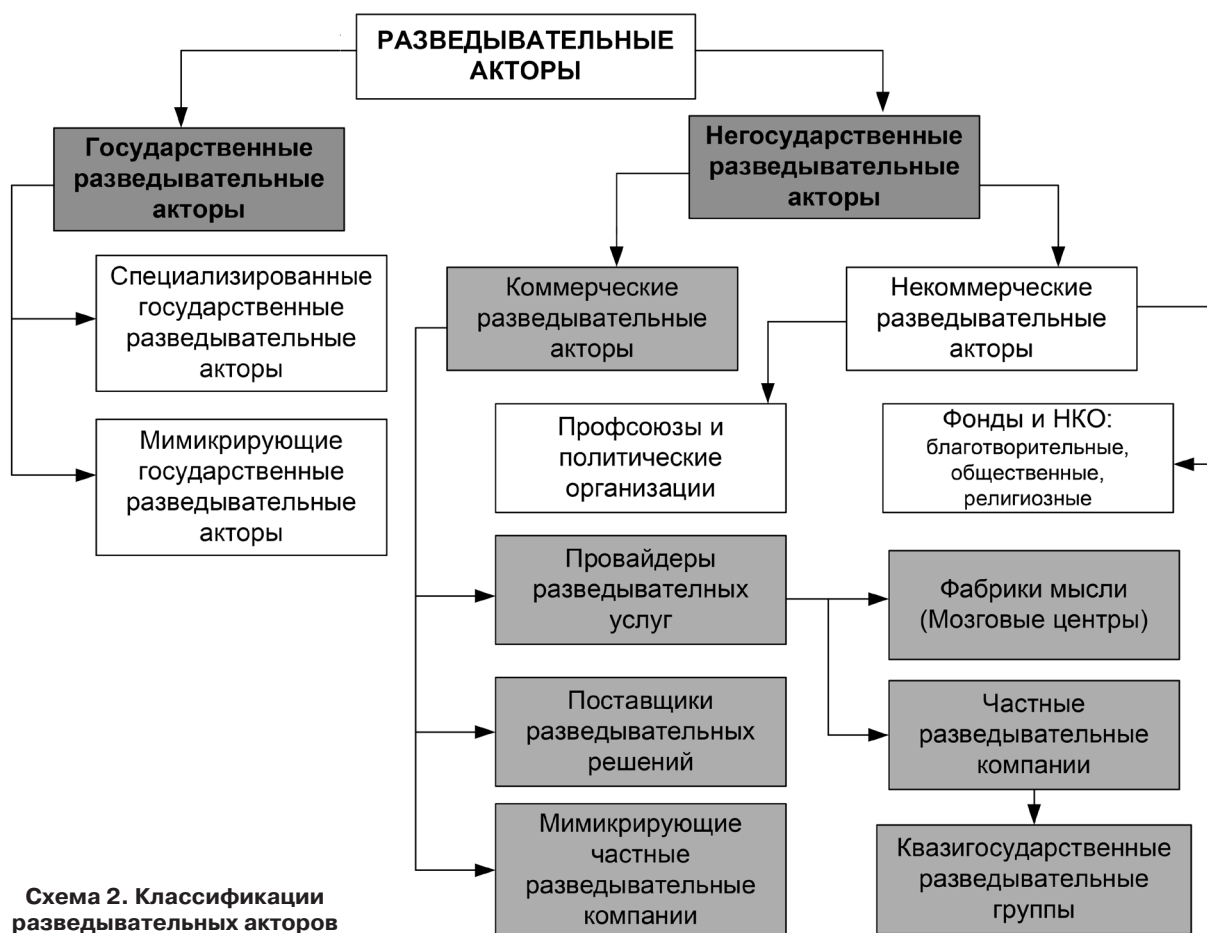 РАЗВЕДЫВАТЕЛЬНЫЕ
АКТОРЫ
Государственные
разведывательные
акторы
Негосударственные
разведывательные
акторы
Специализированные
государственные
разведывательные
акторы
Коммерческие
разведывательные
акторы
Некоммерческие
разведывательные
акторы
Мимикрирующие
государственные
разведывательные
акторы
Профсоюзы и
политические
организации
Фонды и НКО:
благотворительные,
общественные,
религиозные
Провайдеры
разведывателных
услуг
Фабрики мысли
(Мозговые центры)
Поставщики
разведывательных
решений
Частные
разведывательные
компании
Мимикрирующие
частные
разведывательные
компании
Квазигосударственные
разведывательные
группы
Схема 2. Классификации
разведывательных акторов